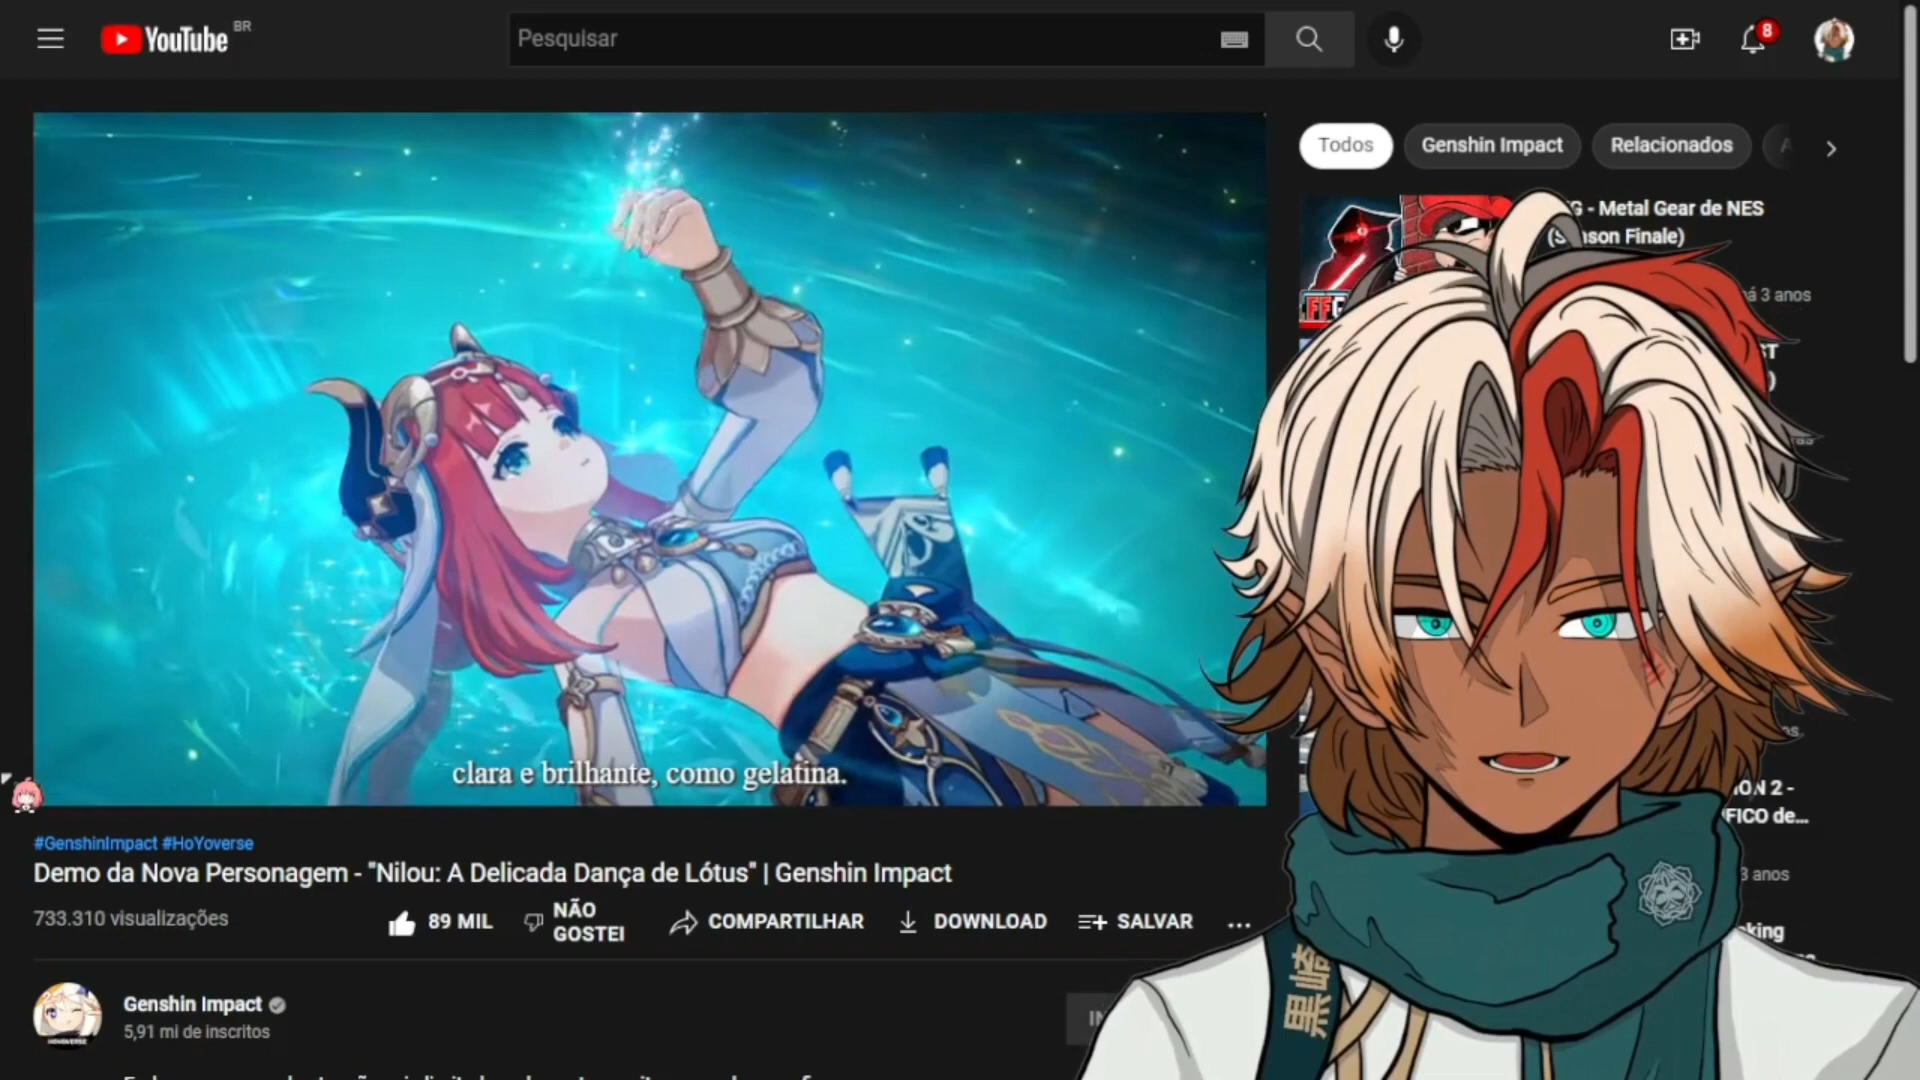 YouTube BR
Pesquisar
8
Todos
Genshin Impact
Relacionados
G - Metal Gear de NES
Finale)
há 3 anos
clara e brilhante, como gelatina.
ON 2 -
FICO de...
#GenshinImpact #HoYoverse
Demo da Nova Personagem - "Nilou: A Delicada Dança de Lótus" | Genshin Impact
3 anos
733.310 visualizações
89 MIL
NÃO
GOSTEI
COMPARTILHAR
DOWNLOAD
SALVAR
...
黒崎
Genshin Impact
5,91 mi de inscritos